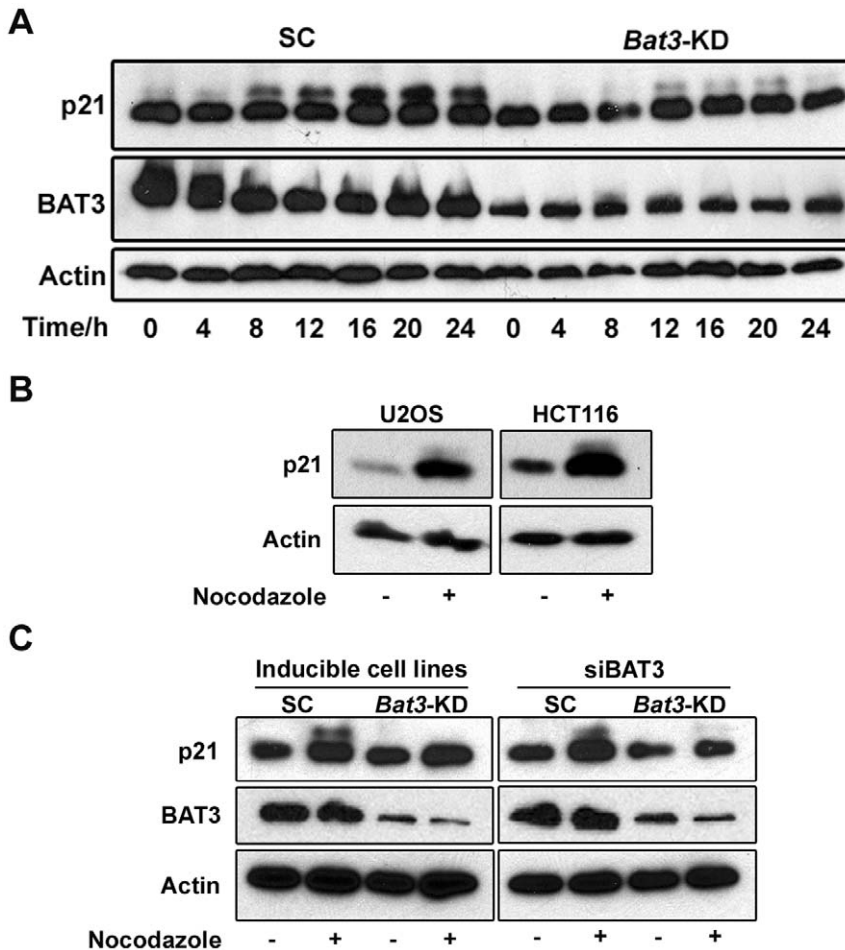 A
SC Bat3-KD
p21
BAT3
Actin
Time/h 0 4 8 12 16 20 24 0 4 8 12 16 20 24
B
U2OS HCT116
p21
Actin
Nocodazole - + - +
C
Inducible cell lines siBAT3
SC Bat3-KD SC Bat3-KD
p21
BAT3
Actin
Nocodazole - + - + - + - +